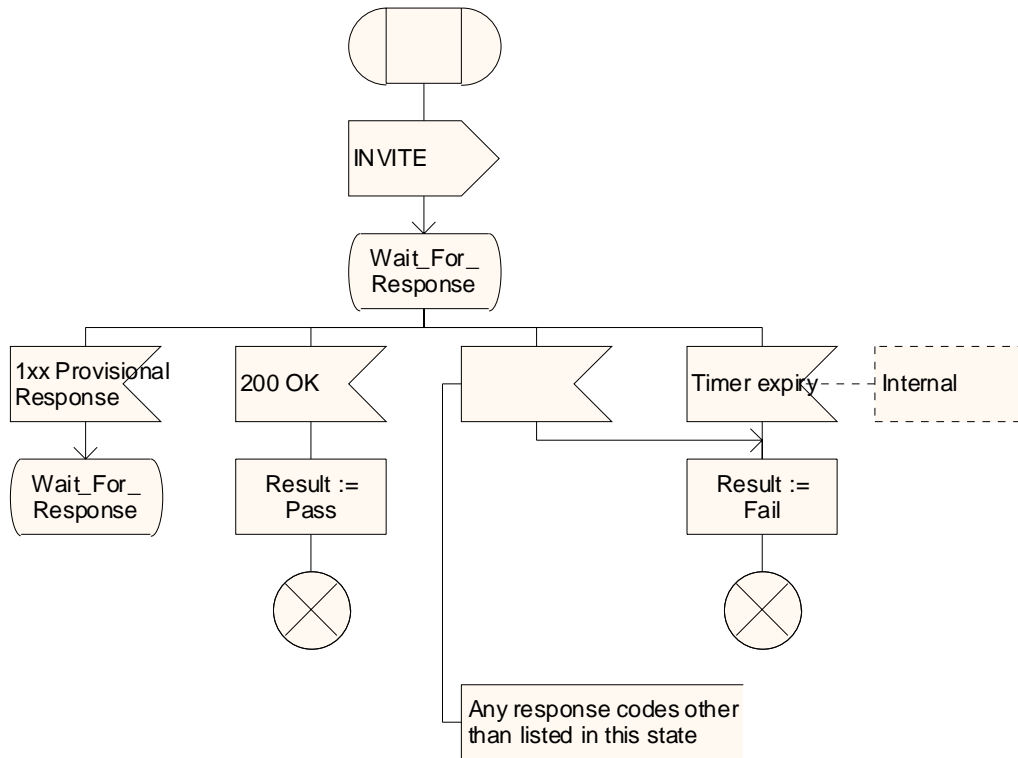 INVITE
Wait_For_
Response
1xx Provisional
Response
200 OK
Timer expiry
Internal
Wait_For_
Response
Result :=
Pass
Result :=
Fail
Any response codes other
than listed in this state